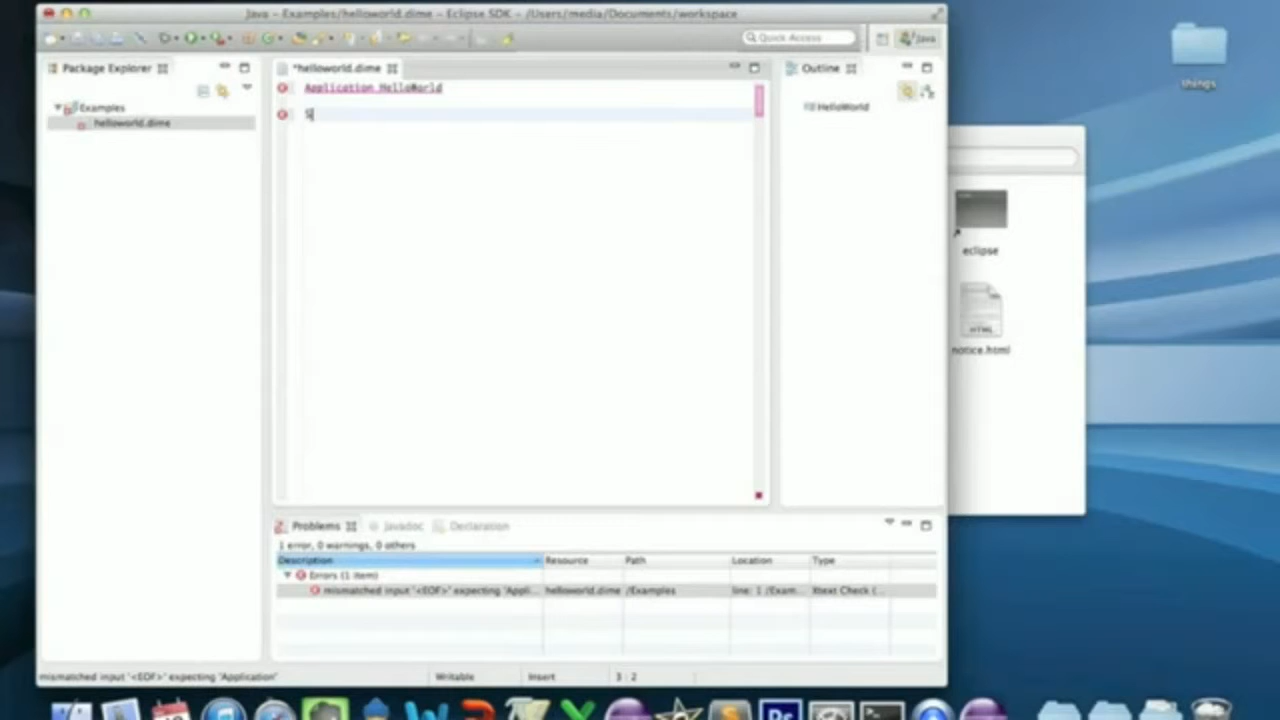 Java - Examples/helloworld.dime - Eclipse SDK - /Users/media/Documents/workspace
Quick Access
Java
Package Explorer
*helloworld.dime
Outline
things
Application HelloWorld
Examples
HelloWorld
S
helloworld.dime
eclipse
HTML
notice.html
Problems
Javadoc
Declaration
1 error, 0 warnings, 0 others
Description Resource Path Location Type
Errors (1 item)
mismatched input '<EOF>' expecting 'Appli... helloworld.dime /Examples line: 1 /Exam... Xtext Check (...
mismatched input '<EOF>' expecting 'Application' Writable Insert 3 : 2
Ps